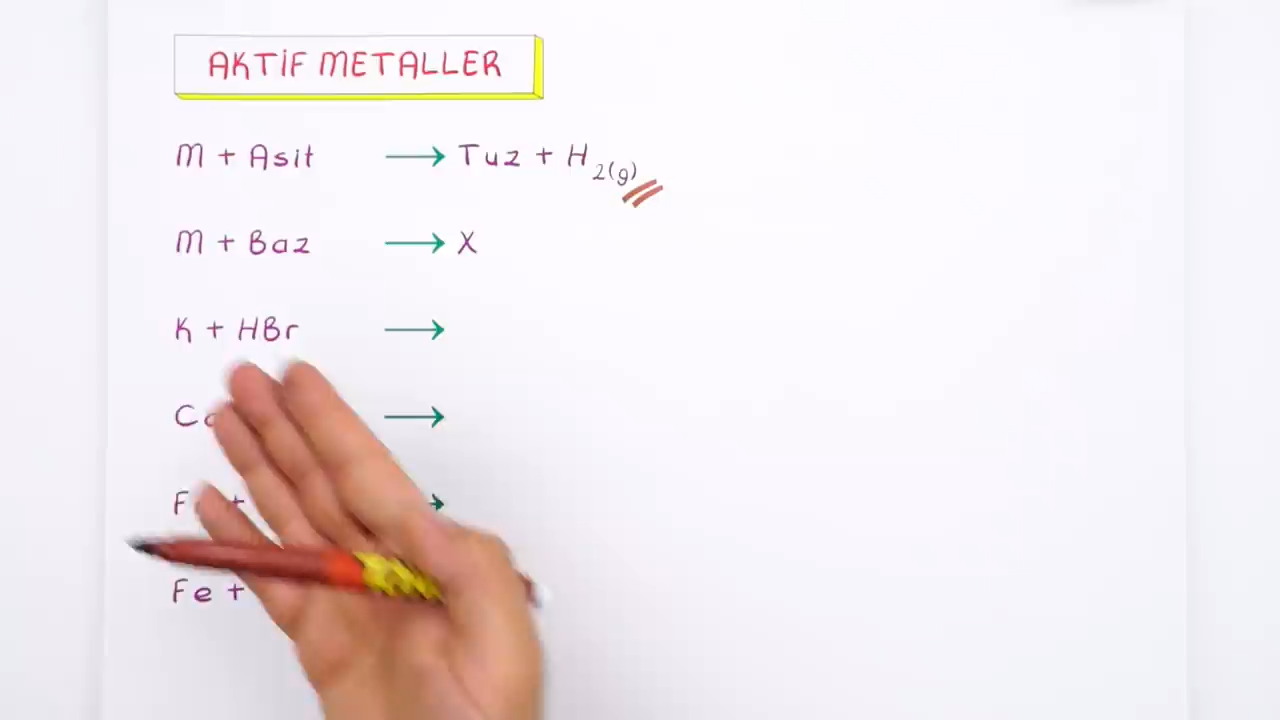 AKTİF METALLER
M + Asit → Tuz + H2(g)
M + Baz → X
K + HBr →
→
+ →
Fe +